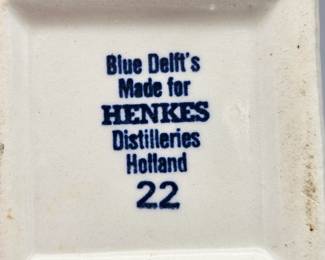 Blue Delft's
Made for
HENKES
Distilleries
Holland
22